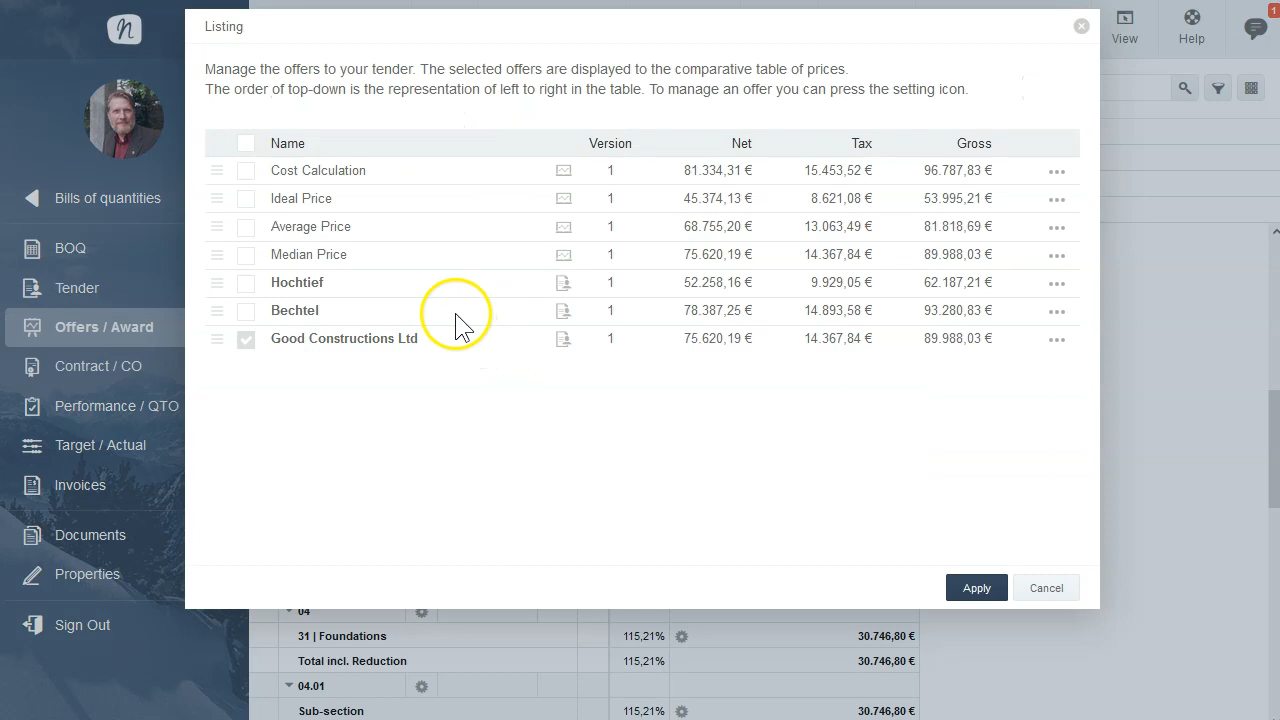 n
Bills of quantities
BOQ
Tender
Offers / Award
Contract / CO
Performance / QTO
Target / Actual
Invoices
Documents
Properties
Sign Out
View
Help
1
Listing
Manage the offers to your tender. The selected offers are displayed to the comparative table of prices.
The order of top-down is the representation of left to right in the table. To manage an offer you can press the setting icon.
Name Version Net Tax Gross
Cost Calculation 1 81.334,31 € 15.453,52 € 96.787,83 €
Ideal Price 1 45.374,13 € 8.621,08 € 53.995,21 €
Average Price 1 68.755,20 € 13.063,49 € 81.818,69 €
Median Price 1 75.620,19 € 14.367,84 € 89.988,03 €
Hochtief 1 52.258,16 € 9.929,05 € 62.187,21 €
Bechtel 1 78.387,25 € 14.893,58 € 93.280,83 €
Good Constructions Ltd 1 75.620,19 € 14.367,84 € 89.988,03 €
Apply Cancel
04
31 | Foundations 115,21% 30.746,80 €
Total incl. Reduction 115,21% 30.746,80 €
04.01
Sub-section 115,21% 30.746,80 €